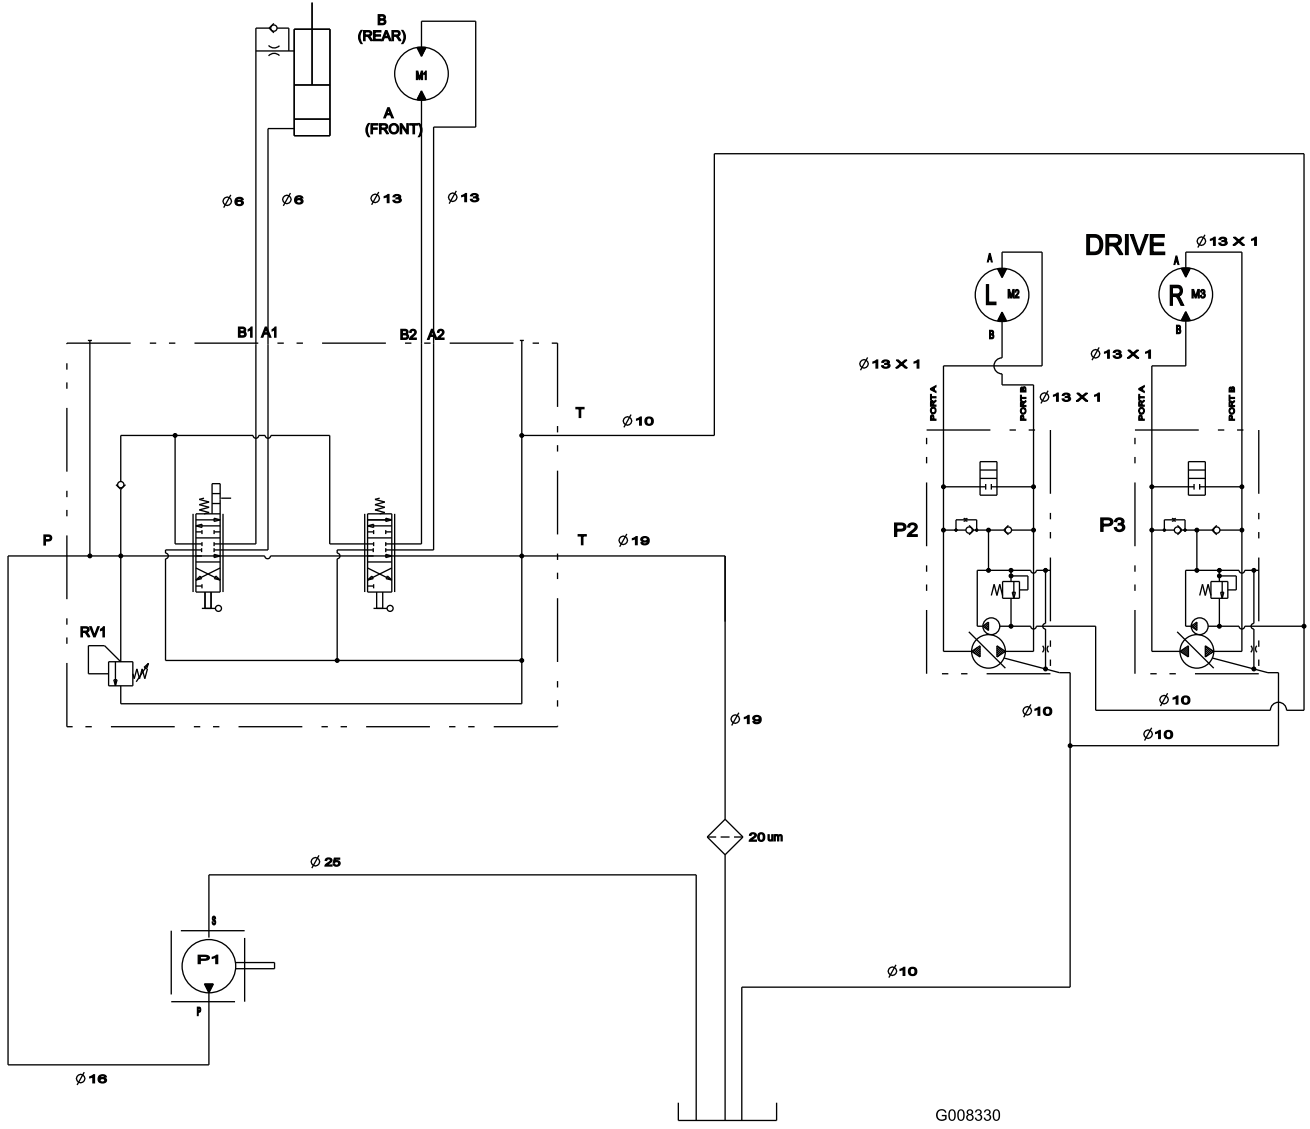 B
(REAR)
M1
A
(FRONT)
Ø6
Ø6
Ø13
Ø13
DRIVE
Ø13 X 1
A
A
L
M2
R
M3
B
B
B1
A1
B2
A2
Ø13 X 1
Ø13 X 1
Ø13 X 1
PORT A
PORT B
PORT A
PORT B
T
Ø10
P
T
Ø19
P2
P3
RV1
Ø10
Ø10
Ø10
Ø19
20 um
Ø25
S
P1
P
Ø10
Ø16
G008330